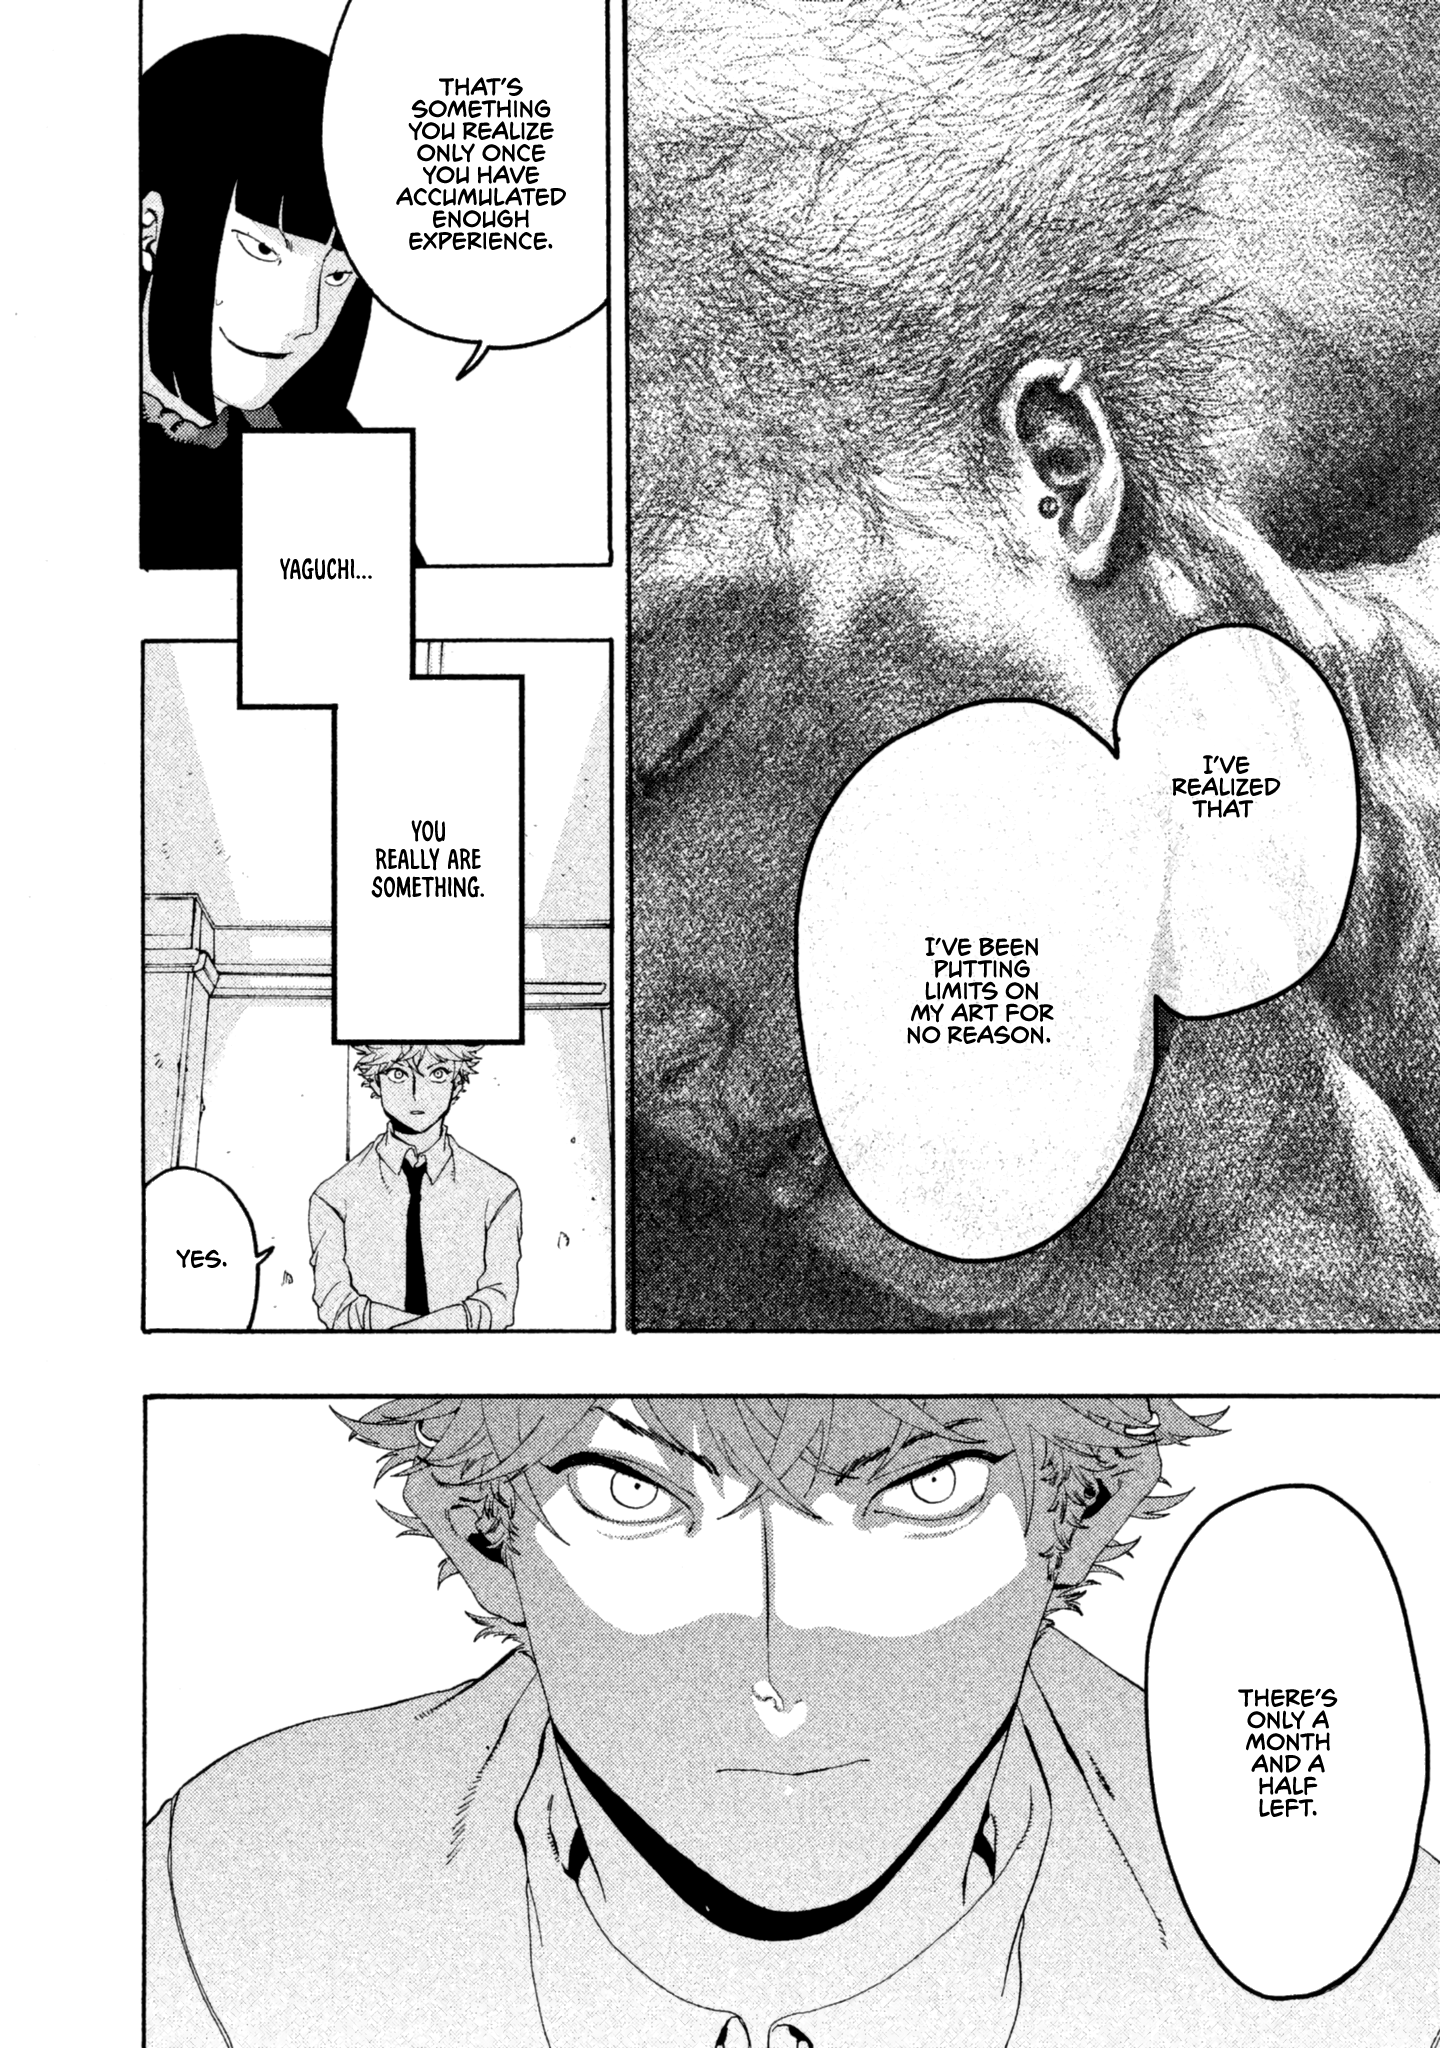 I'VE
REALIZED
THAT
I'VE BEEN
PUTTING
LIMITS ON
MY ART FOR
NO REASON.
THAT'S
SOMETHING
YOU REALIZE
ONLY ONCE
YOU HAVE
ACCUMULATED
ENOUGH
EXPERIENCE.
YAGUCHI...
YOU
REALLY ARE
SOMETHING.
YES.
THERE'S
ONLY A
MONTH
AND A
HALF
LEFT.